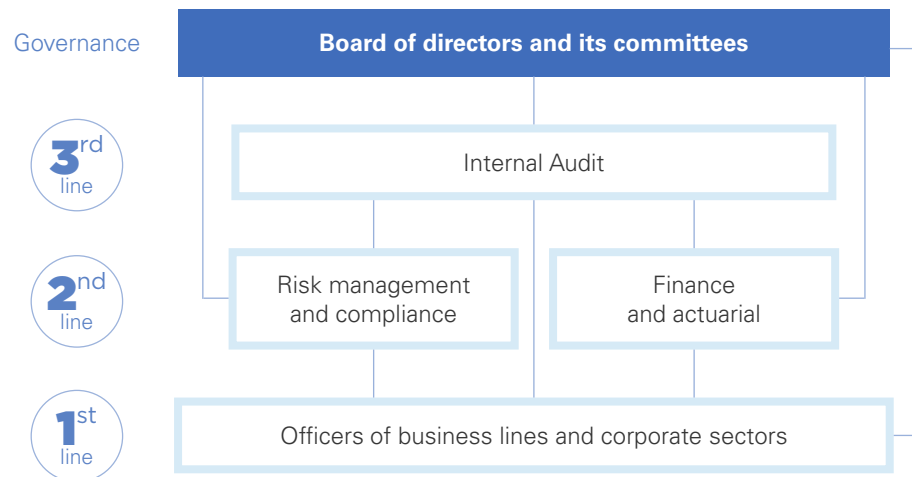 Governance
Board of directors and its committees
3rd
line
Internal Audit
2nd
line
Risk management
and compliance
Finance
and actuarial
1st
line
Officers of business lines and corporate sectors